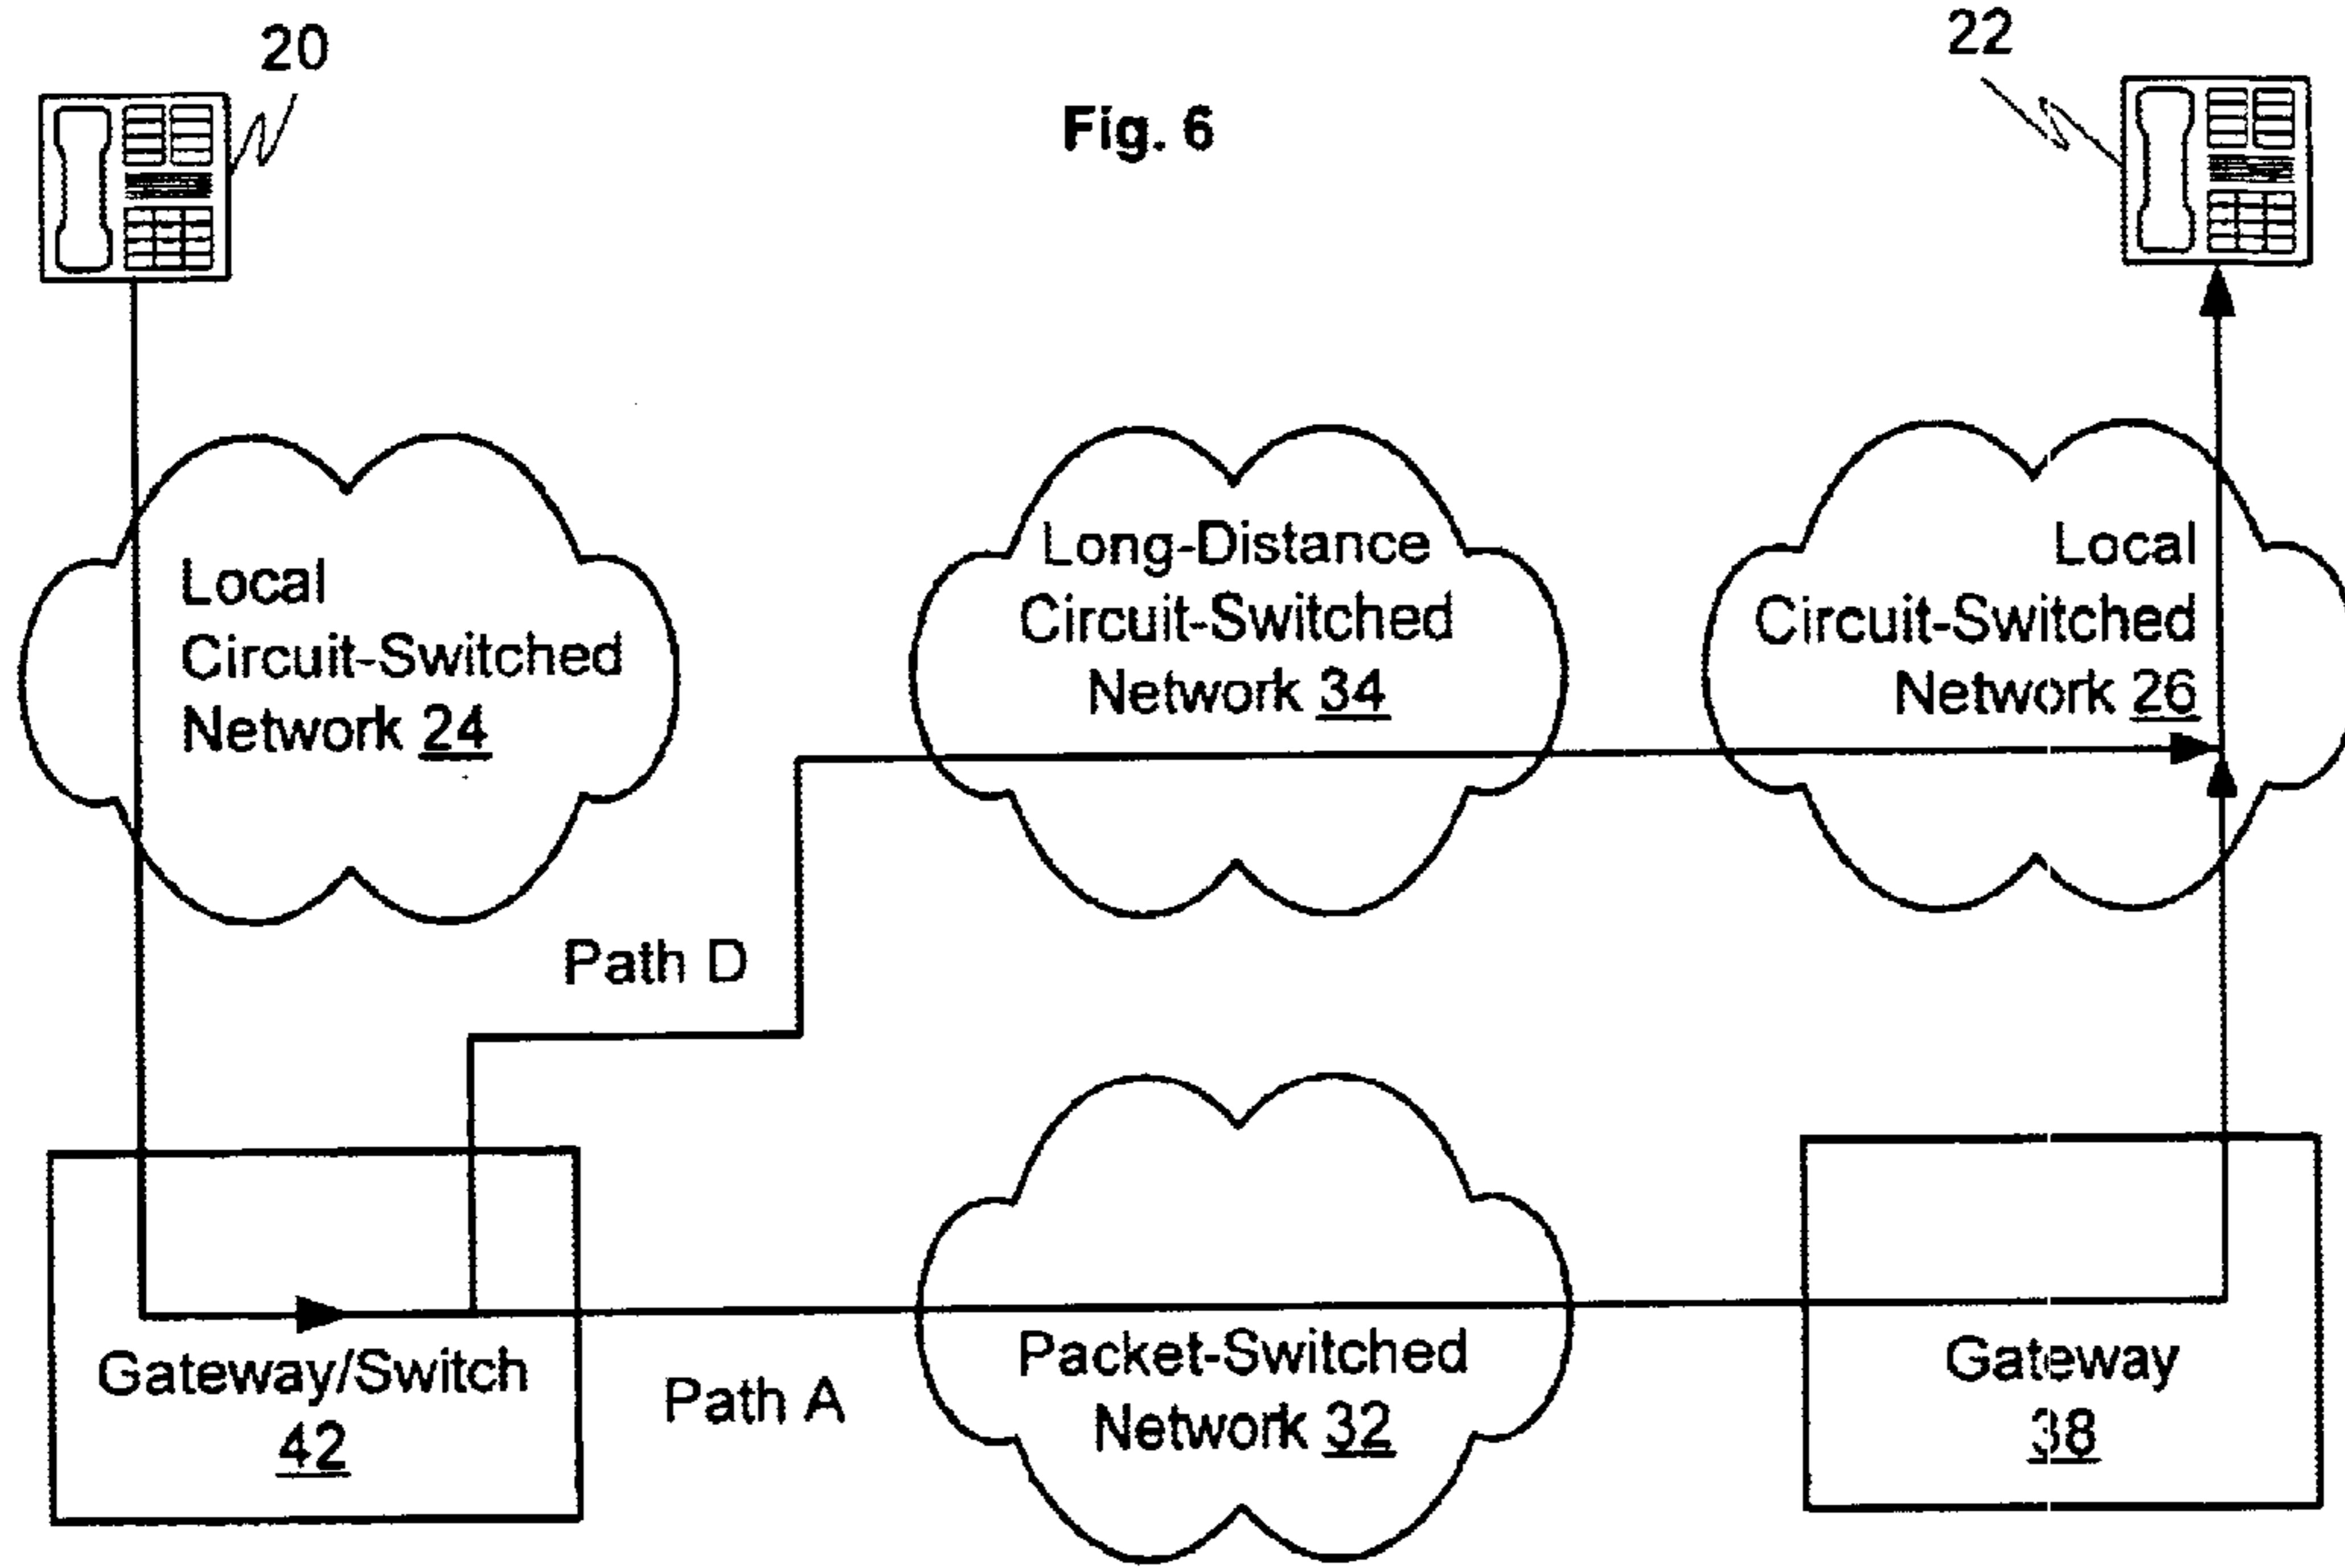 20
22
Fig. 6
Local
Circuit-Switched
Network 24
Long-Distance
Circuit-Switched
Network 34
Local
Circuit-Switched
Network 26
Path D
Gateway/Switch
42
Path A
Packet-Switched
Network 32
Gateway
38